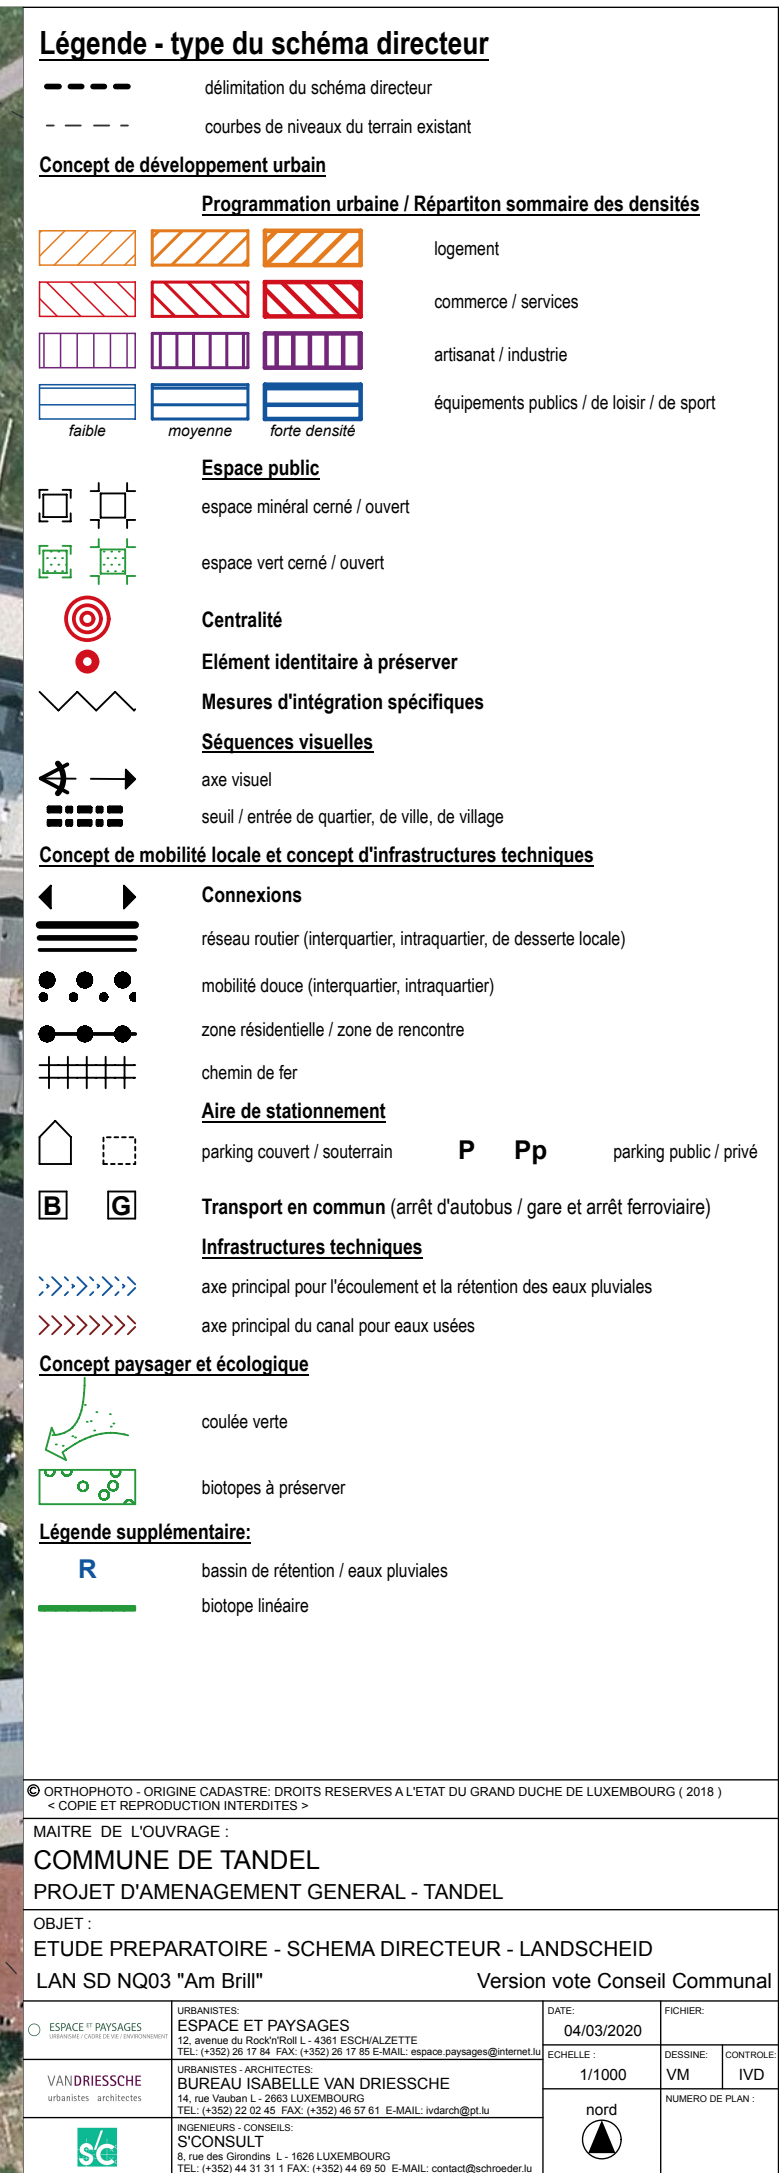 Légende - type du schéma directeur
délimitation du schéma directeur
courbes de niveaux du terrain existant
Concept de développement urbain
Programmation urbaine / Répartiton sommaire des densités
logement
commerce / services
artisanat / industrie
équipements publics / de loisir / de sport
faible moyenne forte densité
Espace public
espace minéral cerné / ouvert
espace vert cerné / ouvert
Centralité
Elément identitaire à préserver
Mesures d'intégration spécifiques
Séquences visuelles
axe visuel
seuil / entrée de quartier, de ville, de village
Concept de mobilité locale et concept d'infrastructures techniques
Connexions
réseau routier (interquartier, intraquartier, de desserte locale)
mobilité douce (interquartier, intraquartier)
zone résidentielle / zone de rencontre
chemin de fer
Aire de stationnement
parking couvert / souterrain P Pp parking public / privé
B G Transport en commun (arrêt d'autobus / gare et arrêt ferroviaire)
Infrastructures techniques
axe principal pour l'écoulement et la rétention des eaux pluviales
axe principal du canal pour eaux usées
Concept paysager et écologique
coulée verte
biotopes à préserver
Légende supplémentaire:
R bassin de rétention / eaux pluviales
biotope linéaire
© ORTHOPHOTO - ORIGINE CADASTRE: DROITS RESERVES A L'ETAT DU GRAND DUCHE DE LUXEMBOURG ( 2018 )
< COPIE ET REPRODUCTION INTERDITES >
MAITRE DE L'OUVRAGE :
COMMUNE DE TANDEL
PROJET D'AMENAGEMENT GENERAL - TANDEL
OBJET :
ETUDE PREPARATOIRE - SCHEMA DIRECTEUR - LANDSCHEID
LAN SD NQ03 "Am Brill" Version vote Conseil Communal
ESPACE ET PAYSAGES
URBANISME / CADRE DE VIE / ENVIRONNEMENT
URBANISTES:
ESPACE ET PAYSAGES
12, avenue du Rock'n'Roll L - 4361 ESCH/ALZETTE
TEL: (+352) 26 17 84 FAX: (+352) 26 17 85 E-MAIL: espace.paysages@internet.lu
DATE:
04/03/2020
FICHIER:
ECHELLE :
1/1000
DESSINE:
VM
CONTROLE:
IVD
VANDRIESSCHE
urbanistes architectes
URBANISTES - ARCHITECTES:
BUREAU ISABELLE VAN DRIESSCHE
14, rue Vauban L - 2663 LUXEMBOURG
TEL: (+352) 22 02 45 FAX: (+352) 46 57 61 E-MAIL: ivdarch@pt.lu
nord
NUMERO DE PLAN :
s/c
INGENIEURS - CONSEILS:
S'CONSULT
8, rue des Girondins L - 1626 LUXEMBOURG
TEL: (+352) 44 31 31 1 FAX: (+352) 44 69 50 E-MAIL: contact@schroeder.lu